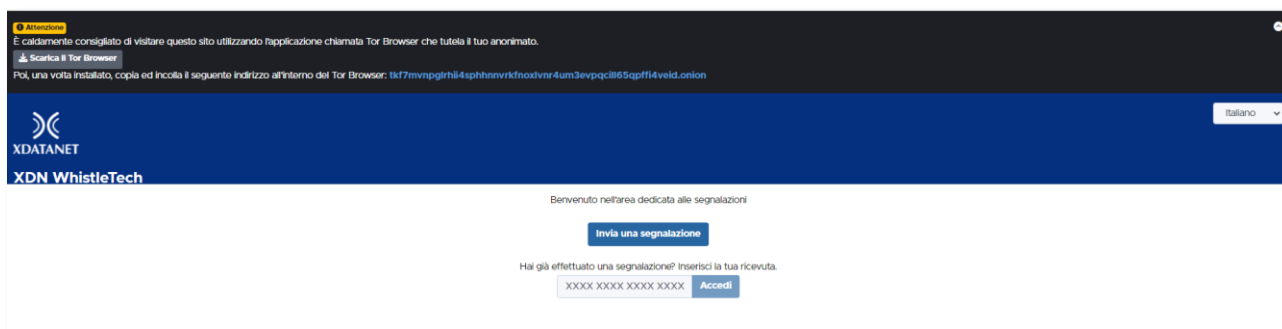 Attenzione
È caldamente consigliato di visitare questo sito utilizzando l'applicazione chiamata Tor Browser che tutela il tuo anonimato.
Scarica il Tor Browser
Poi, una volta installato, copia ed incolla il seguente indirizzo all'interno del Tor Browser:
Italiano
XDATANET
XDN WhistleTech
Benvenuto nell'area dedicata alle segnalazioni
Invia una segnalazione
Hai già effettuato una segnalazione? Inserisci la tua ricevuta.
XXXX XXXX XXXX XXXX Accedi